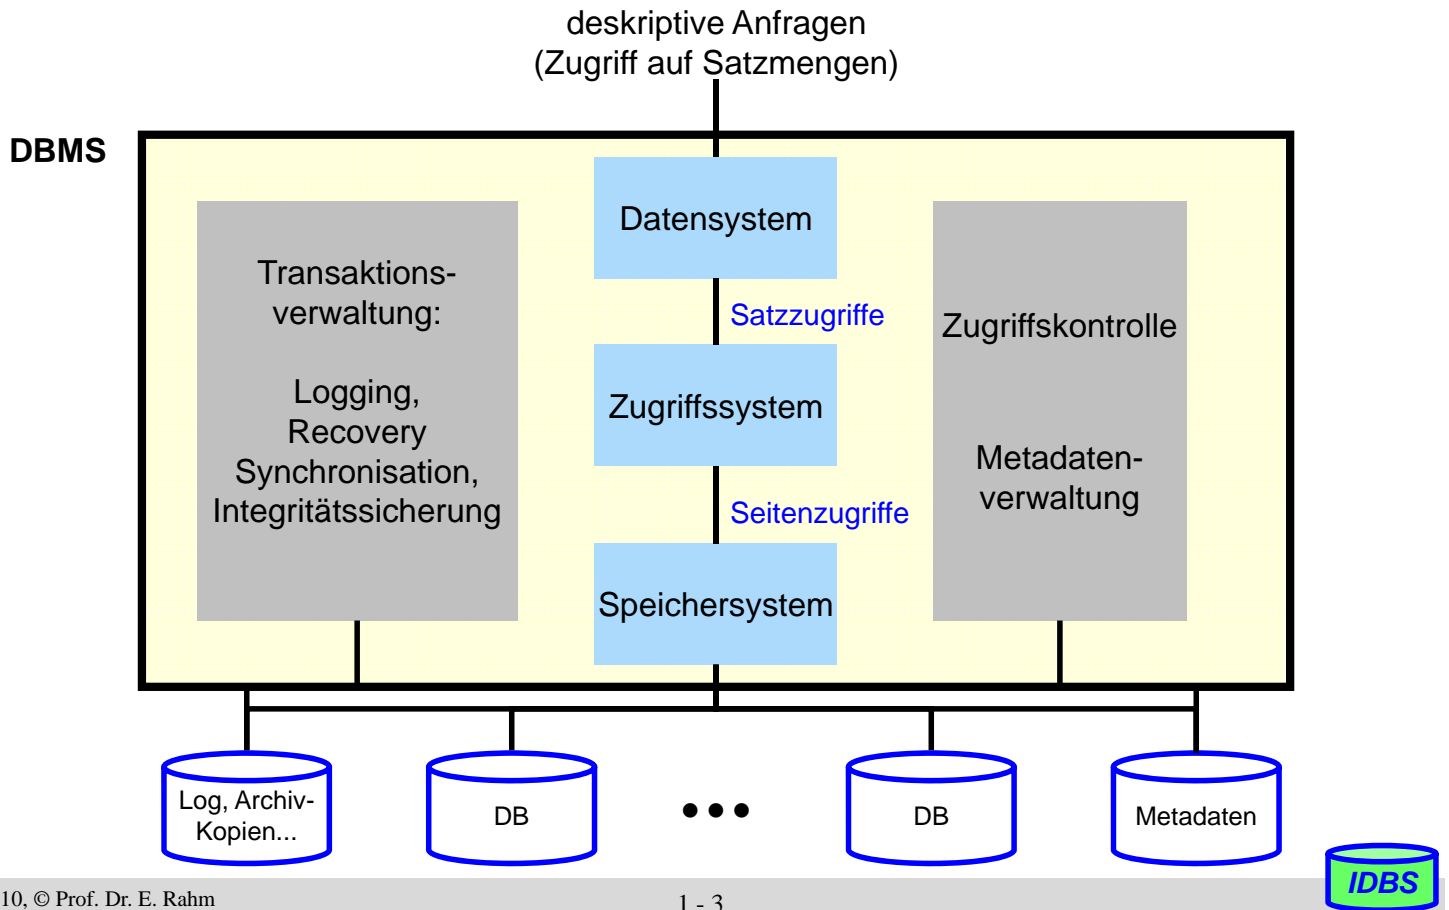 deskriptive Anfragen
(Zugriff auf Satzmengen)
DBMS
Datensystem
Transaktions-
verwaltung:
Logging,
Recovery
Synchronisation,
Integritätssicherung
Satzzugriffe
Zugriffssystem
Seitenzugriffe
Speichersystem
Zugriffskontrolle
Metadaten-
verwaltung
Log, Archiv-
Kopien...
DB
DB
Metadaten
IDBS
10, © Prof. Dr. E. Rahm
1 - 3